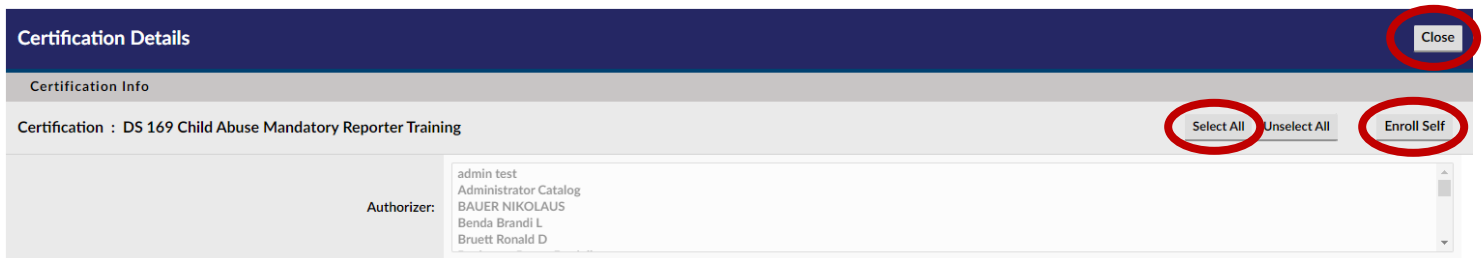 Certification Details
Close
Certification Info
Certification : DS 169 Child Abuse Mandatory Reporter Training
Select All
Unselect All
Enroll Self
Authorizer:
admin test
Administrator Catalog
BAUER NIKOLAUS
Benda Brandi L
Bruett Ronald D